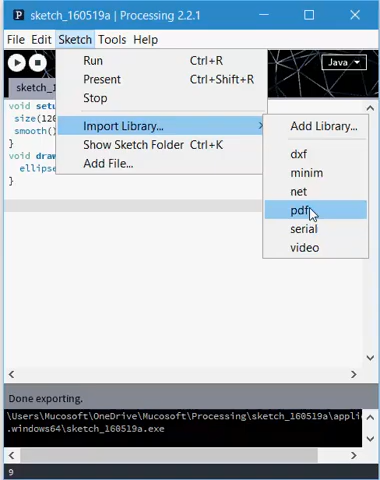 P sketch_160519a | Processing 2.2.1
File Edit Sketch Tools Help
Java
sketch_1
Run Ctrl+R
Present Ctrl+Shift+R
Stop
Import Library...
Show Sketch Folder Ctrl+K
Add File...
Add Library...
dxf
minim
net
pdf
serial
video
void setu
size(128
smooth()
}
void draw
ellipse
}
Done exporting.
\Users\Mucosoft\OneDrive\Mucosoft\Processing\sketch_160519a\applic
.windows64\sketch_160519a.exe
9